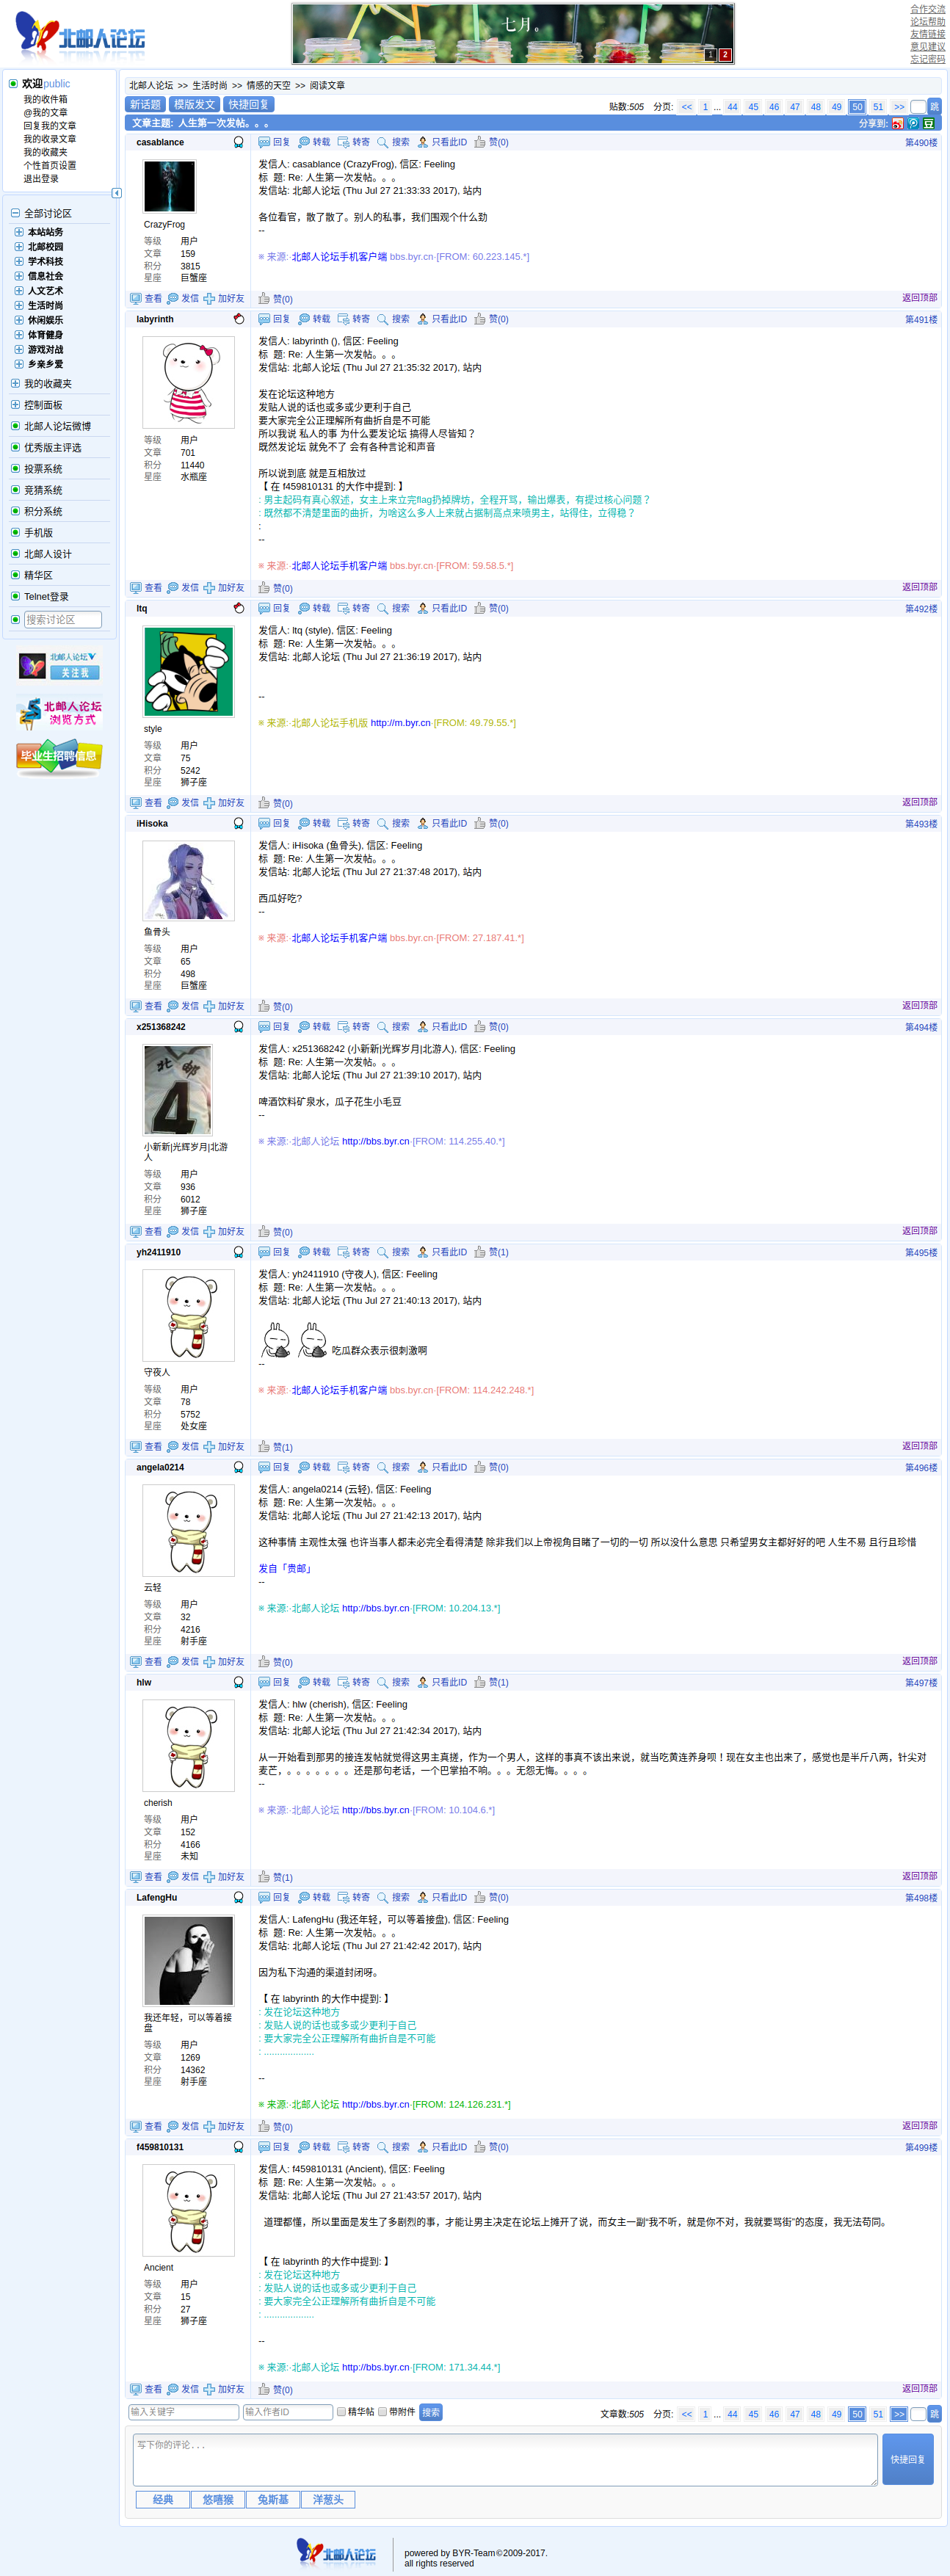 北邮人论坛
七月。
1 2
合作交流
论坛帮助
友情链接
意见建议
忘记密码
欢迎public
我的收件箱
@我的文章
回复我的文章
我的收录文章
我的收藏夹
个性首页设置
退出登录
全部讨论区
本站站务
北邮校园
学术科技
信息社会
人文艺术
生活时尚
休闲娱乐
体育健身
游戏对战
乡亲乡爱
我的收藏夹
控制面板
北邮人论坛微博
优秀版主评选
投票系统
竞猜系统
积分系统
手机版
北邮人设计
精华区
Telnet登录
搜索讨论区
北邮人论坛
关注我
北邮人论坛
浏览方式
毕业生招聘信息
北邮人论坛 >> 生活时尚 >> 情感的天空 >> 阅读文章
新话题 模版发文 快捷回复
贴数:505 分页: << 1 ... 44 45 46 47 48 49 50 51 >> 跳
文章主题: 人生第一次发帖。。。 分享到: 豆
casablance 回复 转载 转寄 搜索 只看此ID 赞(0) 第490楼
CrazyFrog
等级 用户
文章 159
积分 3815
星座 巨蟹座
发信人: casablance (CrazyFrog), 信区: Feeling
标 题: Re: 人生第一次发帖。。。
发信站: 北邮人论坛 (Thu Jul 27 21:33:33 2017), 站内
各位看官，散了散了。别人的私事，我们围观个什么劲
--
※ 来源:·北邮人论坛手机客户端 bbs.byr.cn·[FROM: 60.223.145.*]
查看 发信 加好友 赞(0) 返回顶部
labyrinth 回复 转载 转寄 搜索 只看此ID 赞(0) 第491楼
等级 用户
文章 701
积分 11440
星座 水瓶座
发信人: labyrinth (), 信区: Feeling
标 题: Re: 人生第一次发帖。。。
发信站: 北邮人论坛 (Thu Jul 27 21:35:32 2017), 站内
发在论坛这种地方
发贴人说的话也或多或少更利于自己
要大家完全公正理解所有曲折自是不可能
所以我说 私人的事 为什么要发论坛 搞得人尽皆知？
既然发论坛 就免不了 会有各种言论和声音
所以说到底 就是互相放过
【 在 f459810131 的大作中提到: 】
: 男主起码有真心叙述，女主上来立完flag扔掉牌坊，全程开骂，输出爆表，有提过核心问题？
: 既然都不清楚里面的曲折，为啥这么多人上来就占据制高点来喷男主，站得住，立得稳？
:
--
※ 来源:·北邮人论坛手机客户端 bbs.byr.cn·[FROM: 59.58.5.*]
查看 发信 加好友 赞(0) 返回顶部
ltq 回复 转载 转寄 搜索 只看此ID 赞(0) 第492楼
style
等级 用户
文章 75
积分 5242
星座 狮子座
发信人: ltq (style), 信区: Feeling
标 题: Re: 人生第一次发帖。。。
发信站: 北邮人论坛 (Thu Jul 27 21:36:19 2017), 站内
--
※ 来源:·北邮人论坛手机版 http://m.byr.cn·[FROM: 49.79.55.*]
查看 发信 加好友 赞(0) 返回顶部
iHisoka 回复 转载 转寄 搜索 只看此ID 赞(0) 第493楼
鱼骨头
等级 用户
文章 65
积分 498
星座 巨蟹座
发信人: iHisoka (鱼骨头), 信区: Feeling
标 题: Re: 人生第一次发帖。。。
发信站: 北邮人论坛 (Thu Jul 27 21:37:48 2017), 站内
西瓜好吃?
--
※ 来源:·北邮人论坛手机客户端 bbs.byr.cn·[FROM: 27.187.41.*]
查看 发信 加好友 赞(0) 返回顶部
x251368242 回复 转载 转寄 搜索 只看此ID 赞(0) 第494楼
北邮
4
小新新|光辉岁月|北游人
等级 用户
文章 936
积分 6012
星座 狮子座
发信人: x251368242 (小新新|光辉岁月|北游人), 信区: Feeling
标 题: Re: 人生第一次发帖。。。
发信站: 北邮人论坛 (Thu Jul 27 21:39:10 2017), 站内
啤酒饮料矿泉水，瓜子花生小毛豆
--
※ 来源:·北邮人论坛 http://bbs.byr.cn·[FROM: 114.255.40.*]
查看 发信 加好友 赞(0) 返回顶部
yh2411910 回复 转载 转寄 搜索 只看此ID 赞(1) 第495楼
守夜人
等级 用户
文章 78
积分 5752
星座 处女座
发信人: yh2411910 (守夜人), 信区: Feeling
标 题: Re: 人生第一次发帖。。。
发信站: 北邮人论坛 (Thu Jul 27 21:40:13 2017), 站内
吃瓜群众表示很刺激啊
--
※ 来源:·北邮人论坛手机客户端 bbs.byr.cn·[FROM: 114.242.248.*]
查看 发信 加好友 赞(1) 返回顶部
angela0214 回复 转载 转寄 搜索 只看此ID 赞(0) 第496楼
云轻
等级 用户
文章 32
积分 4216
星座 射手座
发信人: angela0214 (云轻), 信区: Feeling
标 题: Re: 人生第一次发帖。。。
发信站: 北邮人论坛 (Thu Jul 27 21:42:13 2017), 站内
这种事情 主观性太强 也许当事人都未必完全看得清楚 除非我们以上帝视角目睹了一切的一切 所以没什么意思 只希望男女主都好好的吧 人生不易 且行且珍惜
发自「贵邮」
--
※ 来源:·北邮人论坛 http://bbs.byr.cn·[FROM: 10.204.13.*]
查看 发信 加好友 赞(0) 返回顶部
hlw 回复 转载 转寄 搜索 只看此ID 赞(1) 第497楼
cherish
等级 用户
文章 152
积分 4166
星座 未知
发信人: hlw (cherish), 信区: Feeling
标 题: Re: 人生第一次发帖。。。
发信站: 北邮人论坛 (Thu Jul 27 21:42:34 2017), 站内
从一开始看到那男的接连发帖就觉得这男主真搓，作为一个男人，这样的事真不该出来说，就当吃黄连养身呗！现在女主也出来了，感觉也是半斤八两，针尖对
麦芒，。。。。。。。还是那句老话，一个巴掌拍不响。。。无怨无悔。。。。
--
※ 来源:·北邮人论坛 http://bbs.byr.cn·[FROM: 10.104.6.*]
查看 发信 加好友 赞(1) 返回顶部
LafengHu 回复 转载 转寄 搜索 只看此ID 赞(0) 第498楼
我还年轻，可以等着接盘
等级 用户
文章 1269
积分 14362
星座 射手座
发信人: LafengHu (我还年轻，可以等着接盘), 信区: Feeling
标 题: Re: 人生第一次发帖。。。
发信站: 北邮人论坛 (Thu Jul 27 21:42:42 2017), 站内
因为私下沟通的渠道封闭呀。
【 在 labyrinth 的大作中提到: 】
: 发在论坛这种地方
: 发贴人说的话也或多或少更利于自己
: 要大家完全公正理解所有曲折自是不可能
: ...................
--
※ 来源:·北邮人论坛 http://bbs.byr.cn·[FROM: 124.126.231.*]
查看 发信 加好友 赞(0) 返回顶部
f459810131 回复 转载 转寄 搜索 只看此ID 赞(0) 第499楼
Ancient
等级 用户
文章 15
积分 27
星座 狮子座
发信人: f459810131 (Ancient), 信区: Feeling
标 题: Re: 人生第一次发帖。。。
发信站: 北邮人论坛 (Thu Jul 27 21:43:57 2017), 站内
道理都懂，所以里面是发生了多剧烈的事，才能让男主决定在论坛上摊开了说，而女主一副“我不听，就是你不对，我就要骂街”的态度，我无法苟同。
【 在 labyrinth 的大作中提到: 】
: 发在论坛这种地方
: 发贴人说的话也或多或少更利于自己
: 要大家完全公正理解所有曲折自是不可能
: ...................
--
※ 来源:·北邮人论坛 http://bbs.byr.cn·[FROM: 171.34.44.*]
查看 发信 加好友 赞(0) 返回顶部
输入关键字 输入作者ID 精华帖 带附件 搜索
文章数:505 分页: << 1 ... 44 45 46 47 48 49 50 51 >> 跳
写下你的评论...
快捷回复
经典 悠嘻猴 兔斯基 洋葱头
北邮人论坛
powered by BYR-Team©2009-2017.
all rights reserved